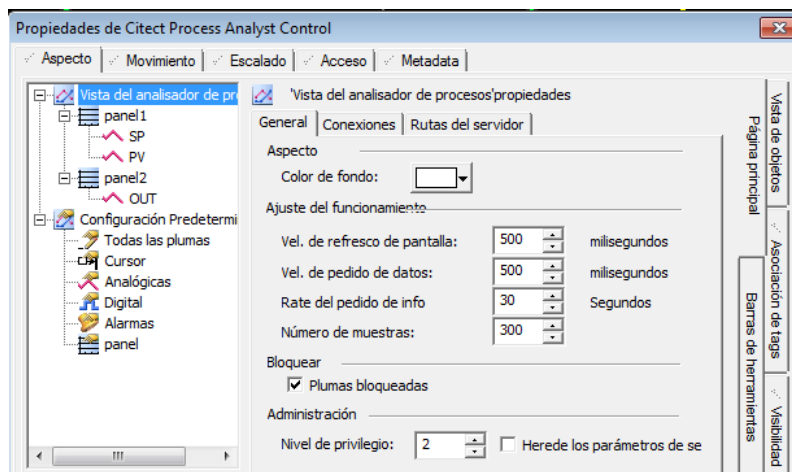 Propiedades de Citect Process Analyst Control
Aspecto Movimiento Escalado Acceso Metadata
Vista del analisador de pro
panel1
SP
PV
panel2
OUT
Configuración Predetermi
Todas las plumas
Cursor
Analógicas
Digital
Alarmas
panel
'Vista del analisador de procesos'propiedades
General Conexiones Rutas del servidor
Aspecto
Color de fondo:
Ajuste del funcionamiento
Vel. de refresco de pantalla: 500 milisegundos
Vel. de pedido de datos: 500 milisegundos
Rate del pedido de info 30 Segundos
Número de muestras: 300
Bloquear
Plumas bloqueadas
Administración
Nivel de privilegio: 2 Herede los parámetros de se
Página principal
Barras de herramientas
Vista de objetos
Asociación de tags
Visibilidad